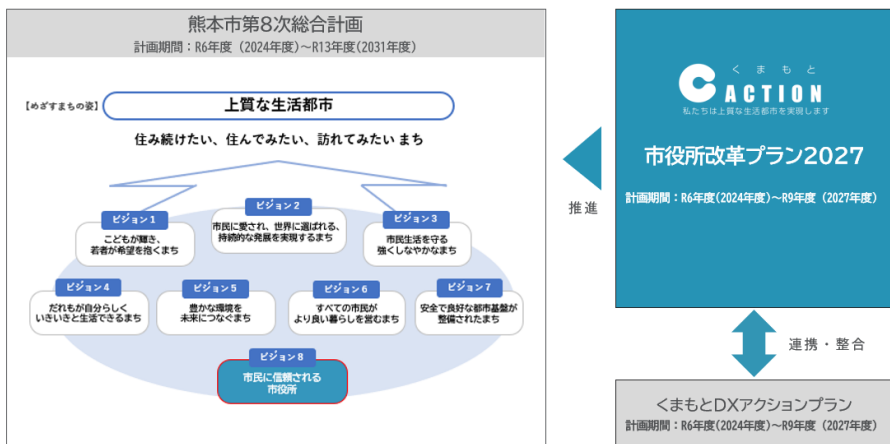 熊本市第8次総合計画
計画期間：R6年度（2024年度）～R13年度(2031年度）
【めざすまちの姿】
上質な生活都市
住み続けたい、住んでみたい、訪れてみたい まち
ビジョン1
こどもが輝き、
若者が希望を抱くまち
ビジョン2
市民に愛され、世界に選ばれる、
持続的な発展を実現するまち
ビジョン3
市民生活を守る
強くしなやかなまち
ビジョン4
だれもが自分らしく
いきいきと生活できるまち
ビジョン5
豊かな環境を
未来につなぐまち
ビジョン6
すべての市民が
より良い暮らしを営むまち
ビジョン7
安全で良好な都市基盤が
整備されたまち
ビジョン8
市民に信頼される
市役所
推進
くまもと
C ACTION
私たちは上質な生活都市を実現します
市役所改革プラン2027
計画期間：R6年度(2024年度)～R9年度（2027年度）
連携・整合
くまもとDXアクションプラン
計画期間：R6年度(2024年度)～R9年度（2027年度）